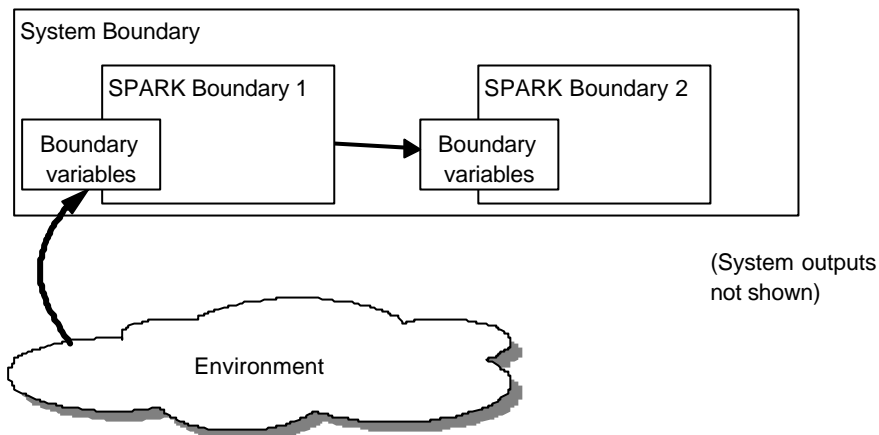 System Boundary
SPARK Boundary 1
SPARK Boundary 2
Boundary
variables
Boundary
variables
(System outputs
not shown)
Environment